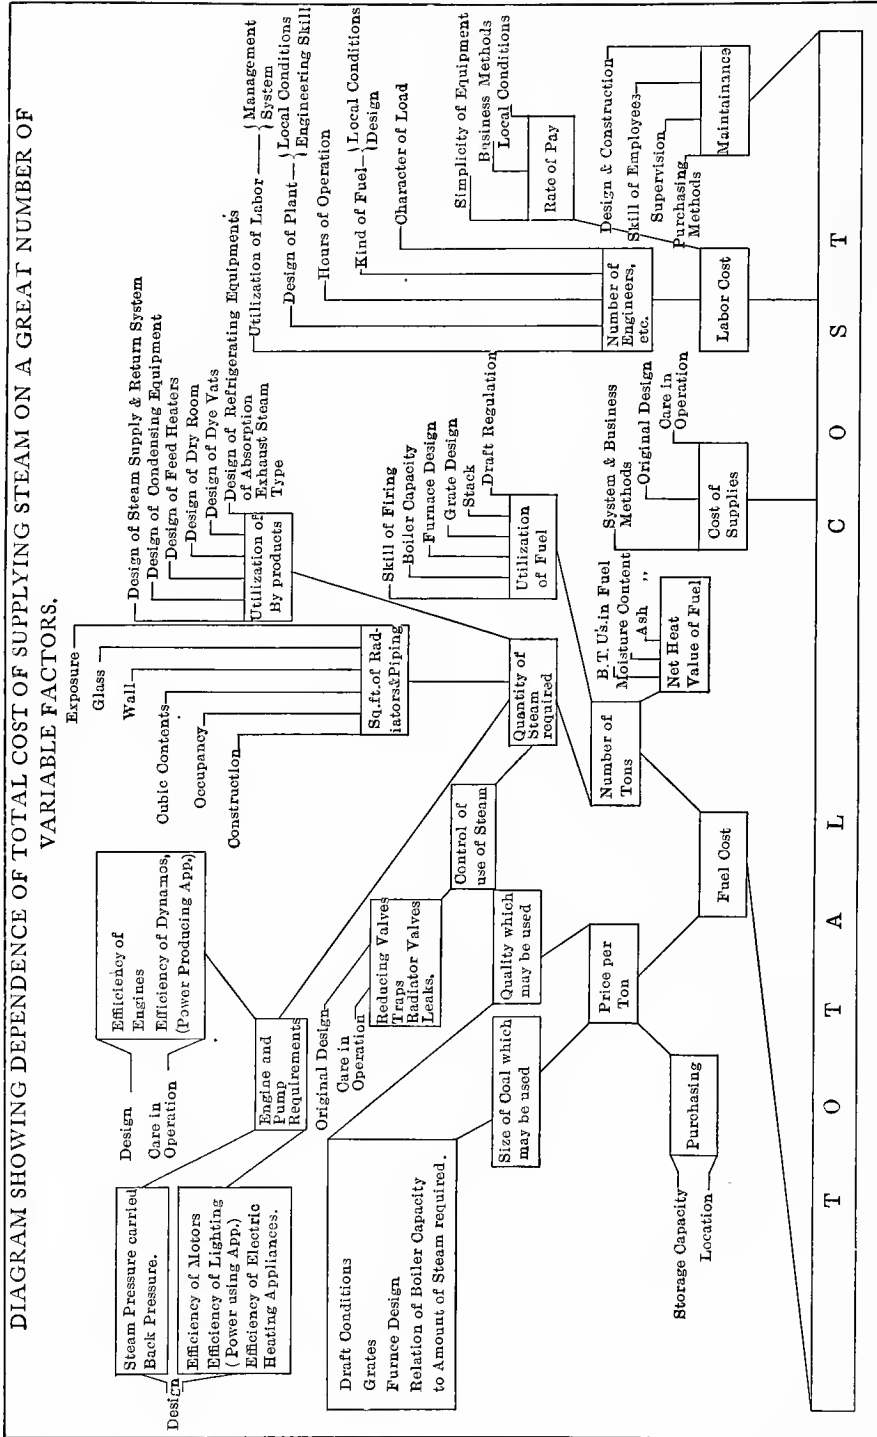 DIAGRAM SHOWING DEPENDENCE OF TOTAL COST OF SUPPLYING STEAM ON A GREAT NUMBER OF
VARIABLE FACTORS.
Steam Pressure carried
Back Pressure.
Design
Efficiency of Motors
Efficiency of Lighting
(Power using App.)
Efficiency of Electric
Heating Appliances.
Design
Care in
Operation
Efficiency of
Engines
Efficiency of Dynamos,
(Power Producing App.)
Engine and
Pump
Requirements
Exposure
Glass
Wall
Cubic Contents
Occupancy
Construction
Sq.ft.of Rad-
iators&Piping
Design of Steam Supply & Return System
Design of Condensing Equipment
Design of Feed Heaters
Design of Dry Room
Design of Dye Vats
Design of Refrigerating Equipments
of Absorption
Exhaust Steam
Type
Utilization of
By products
Utilization of Labor
Management
System
Design of Plant
Local Conditions
Engineering Skill
Hours of Operation
Kind of Fuel
Local Conditions
Design
Character of Load
Number of
Engineers,
etc.
Simplicity of Equipment
Business Methods
Local Conditions
Rate of Pay
Original Design
Care in
Operation
Reducing Valves
Traps
Radiator Valves
Leaks.
Control of
use of Steam
Quantity of
Steam
required
Skill of Firing
Boiler Capacity
Furnace Design
Grate Design
Stack
Draft Regulation
Utilization
of Fuel
Draft Conditions
Grates
Furnce Design
Relation of Boiler Capacity
to Amount of Steam required.
Size of Coal which
may be used
Quality which
may be used
Price per
Ton
Number of
Tons
B.T.U's.in Fuel
Moisture Content
Ash ,,
Net Heat
Value of Fuel
System & Business
Methods
Original Design
Care in
Operation
Cost of
Supplies
Labor Cost
Design & Construction
Skill of Employees
Supervision
Purchasing
Methods
Maintainance
Storage Capacity
Location
Purchasing
Fuel Cost
TOTAL COST